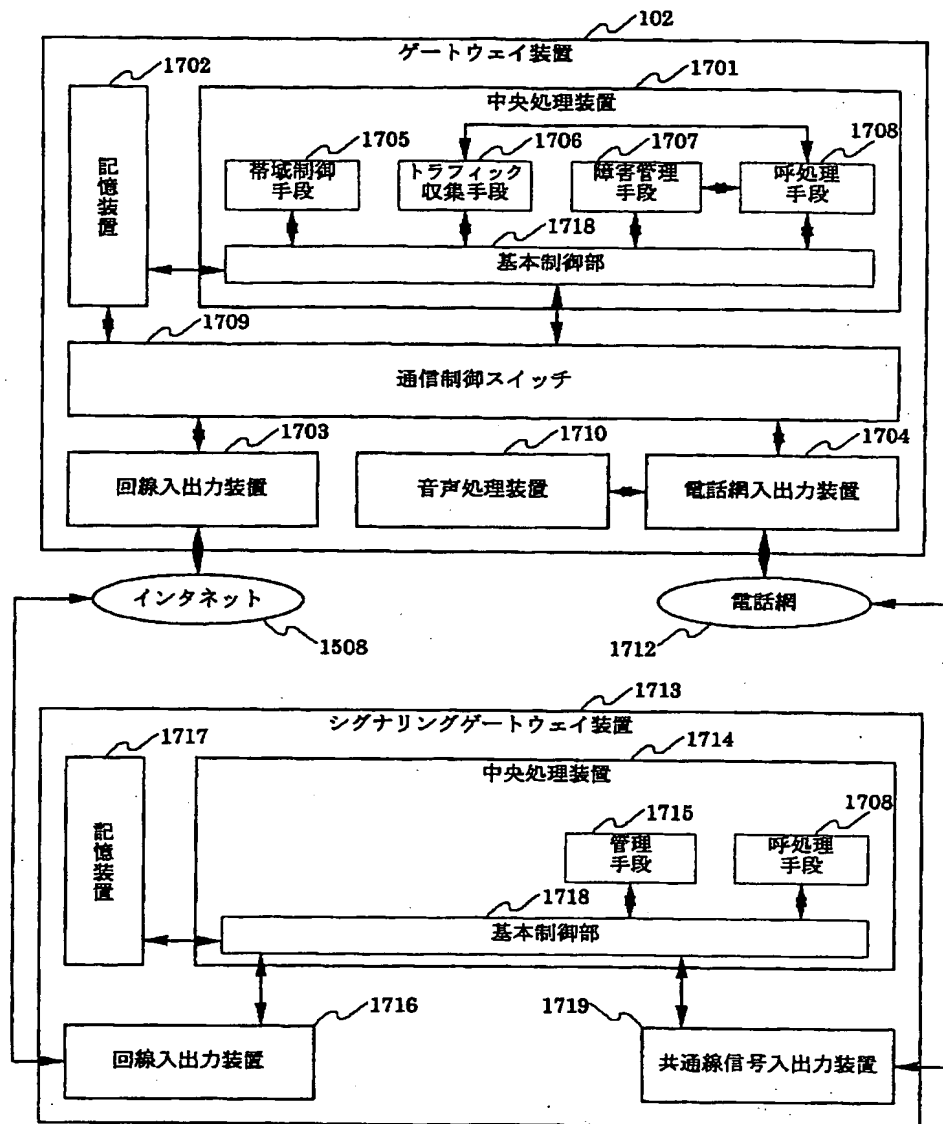 102
ゲートウェイ装置
1702
1701
中央処理装置
記憶装置
1705
1706
1707
1708
帯域制御
手段
トラフィック
収集手段
障害管理
手段
呼処理
手段
1718
基本制御部
1709
通信制御スイッチ
1703
1710
1704
回線入出力装置
音声処理装置
電話網入出力装置
インタネット
電話網
1508
1712
1713
シグナリングゲートウェイ装置
1717
1714
中央処理装置
記憶装置
1715
1708
管理
手段
呼処理
手段
1718
基本制御部
1716
1719
回線入出力装置
共通線信号入出力装置